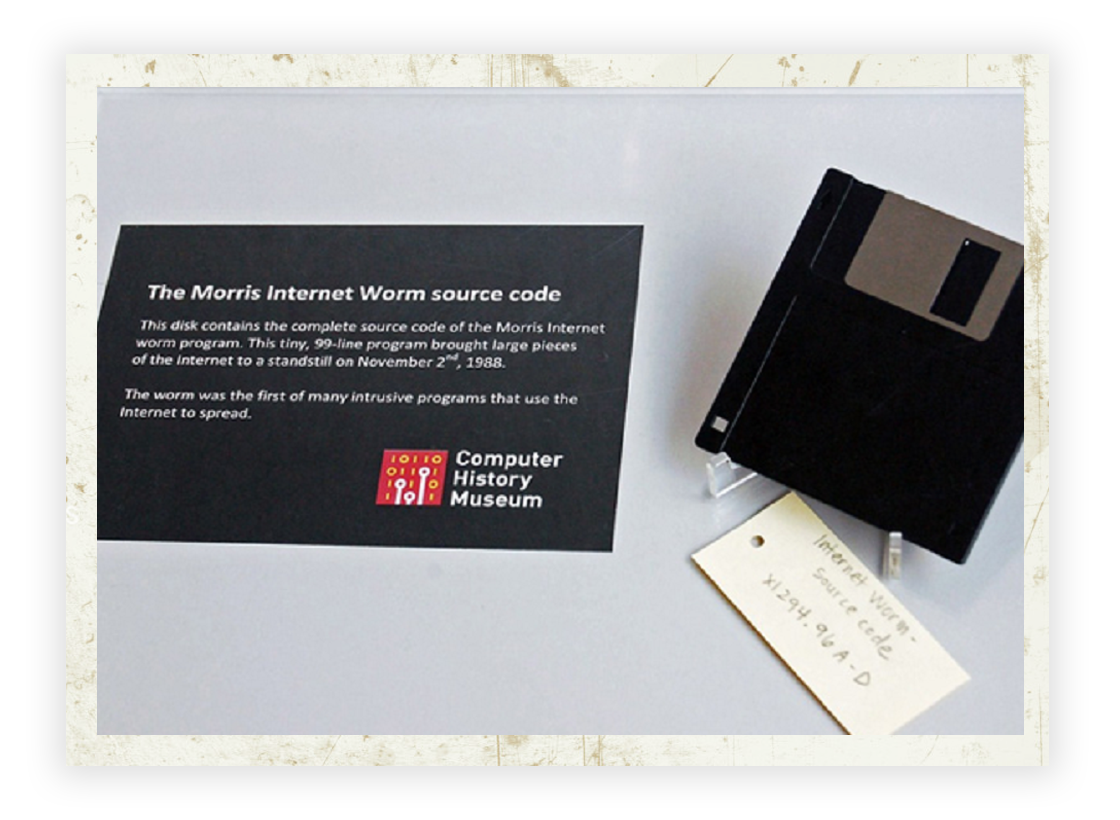 The Morris Internet Worm source code
This disk contains the complete source code of the Morris Internet
worm program. This tiny, 99-line program brought large pieces
of the Internet to a standstill on November 2nd, 1988.
The worm was the first of many intrusive programs that use the
Internet to spread.
10110
01101
Computer
History
Museum
Internet Worm-
source code
X1294.96A-D